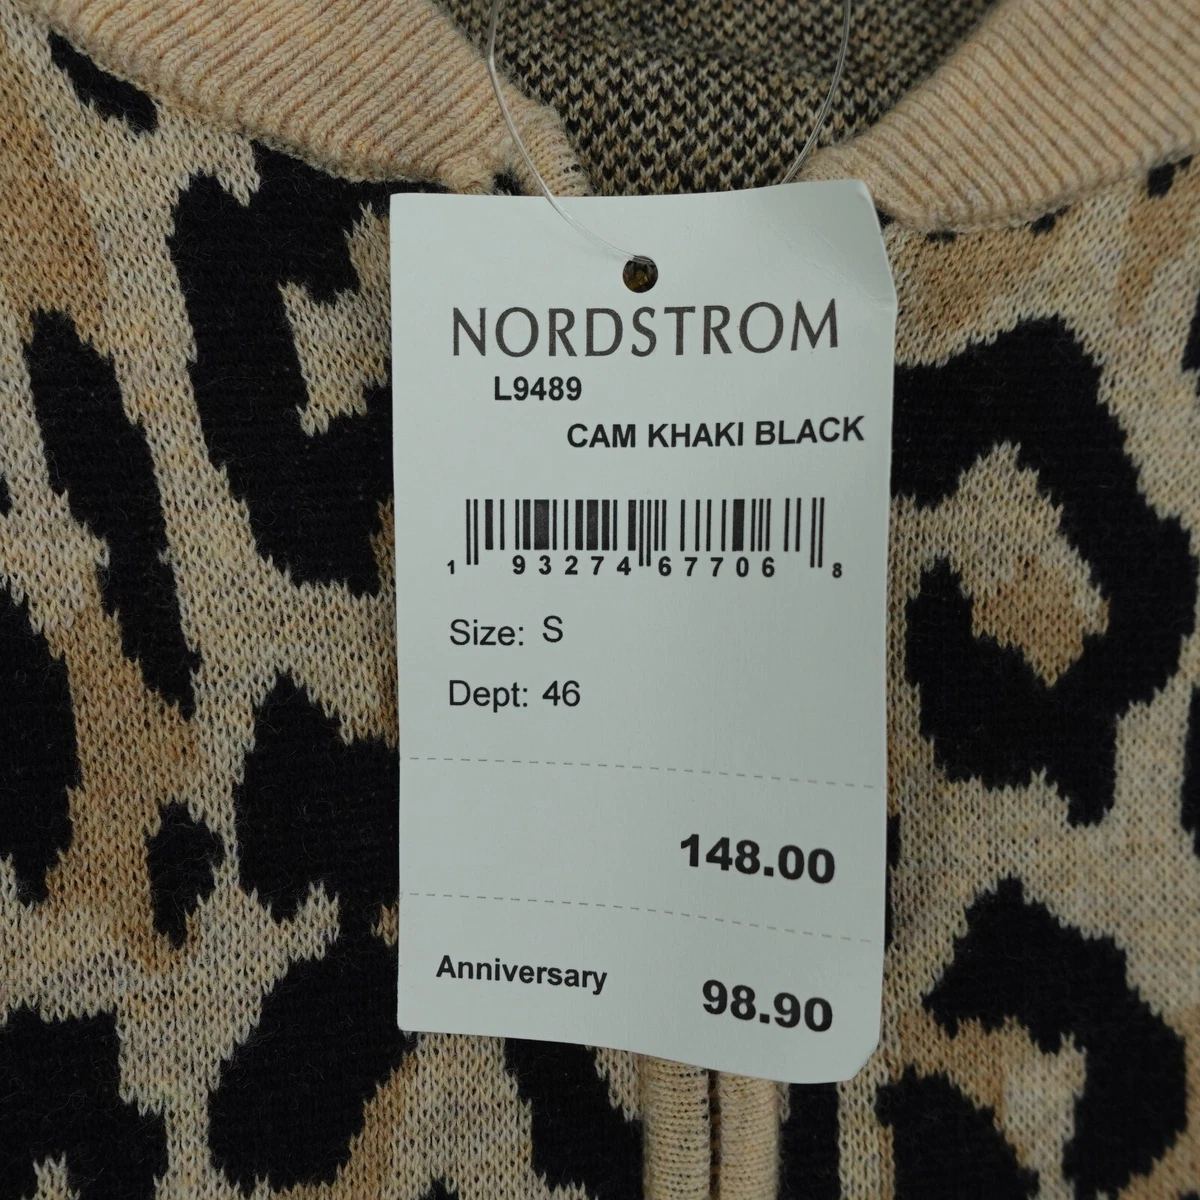 NORDSTROM
L9489
CAM KHAKI BLACK
1 93274 67706 8
Size: S
Dept: 46
148.00
Anniversary 98.90